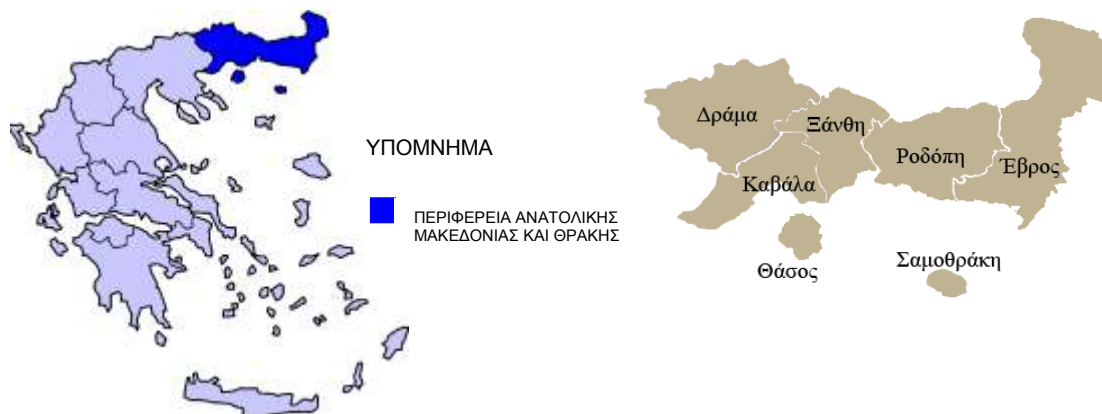 ΥΠΟΜΝΗΜΑ
ΠΕΡΙΦΕΡΕΙΑ ΑΝΑΤΟΛΙΚΗΣ
ΜΑΚΕΔΟΝΙΑΣ ΚΑΙ ΘΡΑΚΗΣ
Δράμα
Ξάνθη
Ροδόπη
Έβρος
Καβάλα
Θάσος
Σαμοθράκη